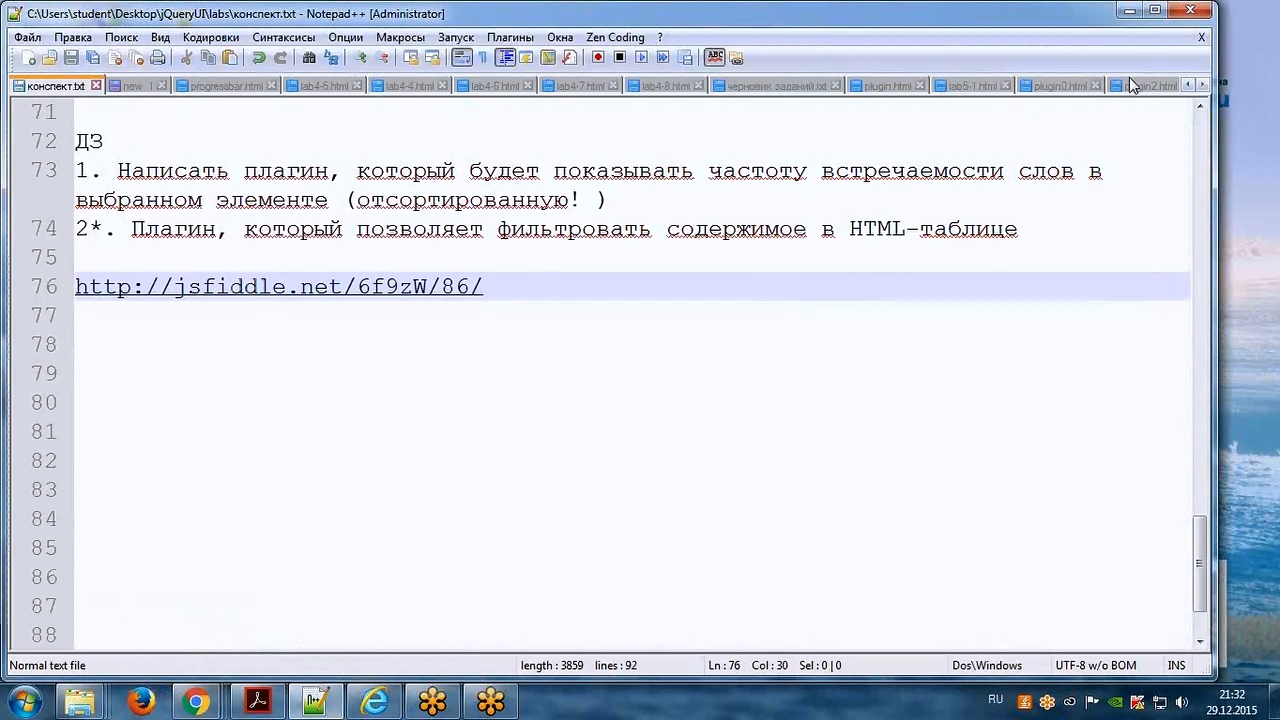 C:\Users\student\Desktop\jQueryUI\labs\конспект.txt - Notepad++ [Administrator]
Файл Правка Поиск Вид Кодировки Синтаксисы Опции Макросы Запуск Плагины Окна Zen Coding ? X
конспект.txt new 1 progressbar.html lab4-5.html lab4-4.html lab4-6.html lab4-7.html lab4-8.html черновик заданий.txt plugin.html lab5-1.html plugin0.html
71
72 ДЗ
73 1. Написать плагин, который будет показывать частоту встречаемости слов в
выбранном элементе (отсортированную! )
74 2*. Плагин, который позволяет фильтровать содержимое в HTML-таблице
75
76 http://jsfiddle.net/6f9zW/86/
77
78
79
80
81
82
83
84
85
86
87
88
Normal text file length : 3859 lines : 92 Ln : 76 Col : 30 Sel : 0 | 0 Dos\Windows UTF-8 w/o BOM INS
RU 21:32
29.12.2015